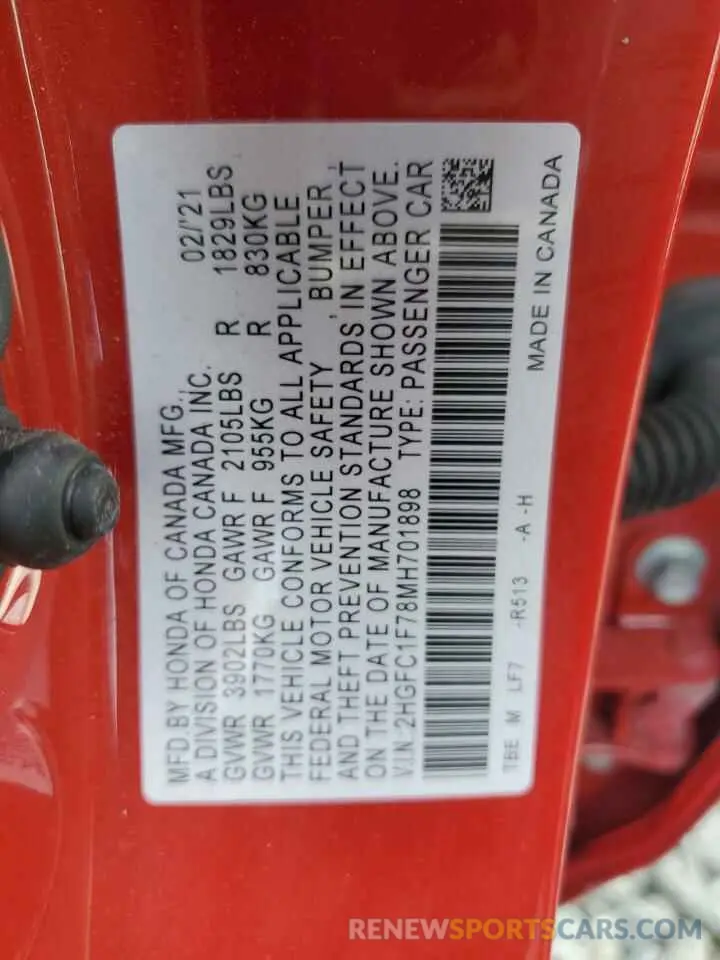 MFD.BY HONDA OF CANADA MFG., 02/'21
A DIVISION OF HONDA CANADA INC.
GVWR 3902LBS GAWR F 2105LBS R 1829LBS
GVWR 1770KG GAWR F 955KG R 830KG
THIS VEHICLE CONFORMS TO ALL APPLICABLE
FEDERAL MOTOR VEHICLE SAFETY , BUMPER ,
AND THEFT PREVENTION STANDARDS IN EFFECT
ON THE DATE OF MANUFACTURE SHOWN ABOVE.
V.I.N.:2HGFC1F78MH701898 TYPE: PASSENGER CAR
TBE M LF7 -R513 -A -H
MADE IN CANADA
RENEWSPORTSCARS.COM